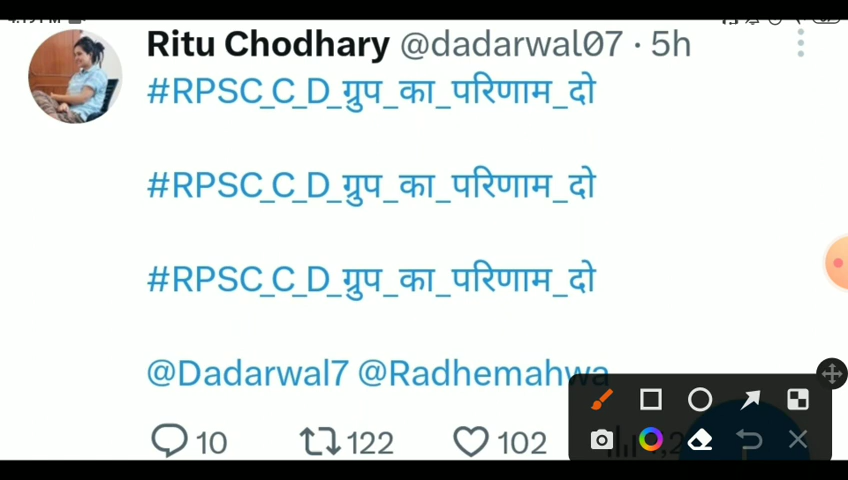 Ritu Chodhary @dadarwal07 · 5h
#RPSC_C_D_ग्रुप_का_परिणाम_दो
#RPSC_C_D_ग्रुप_का_परिणाम_दो
#RPSC_C_D_ग्रुप_का_परिणाम_दो
@Dadarwal7 @Radhemahwa
10 122 102